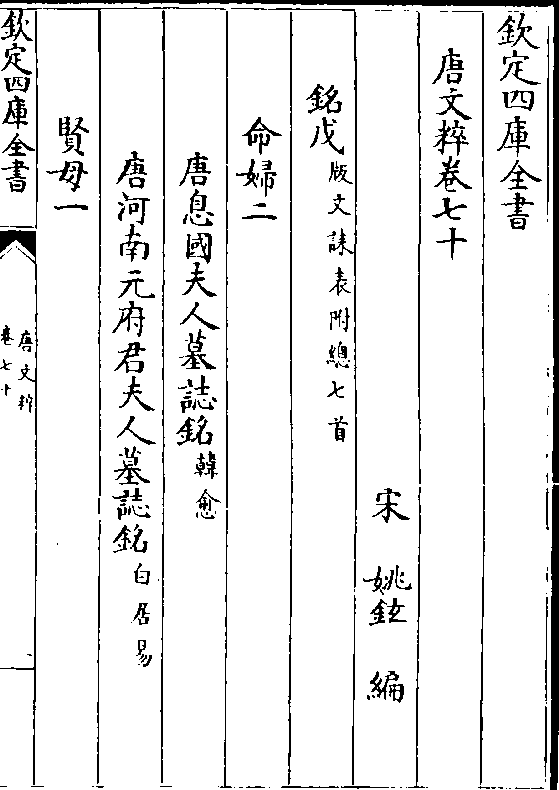 欽定四庫全書
唐文粹卷七十
宋　姚鉉　編
銘戊版文誄表附總七首
命婦二
唐息國夫人墓誌銘韓愈
唐河南元府君夫人墓誌銘白居易
賢母一
欽定四庫全書
唐文粹
卷七十